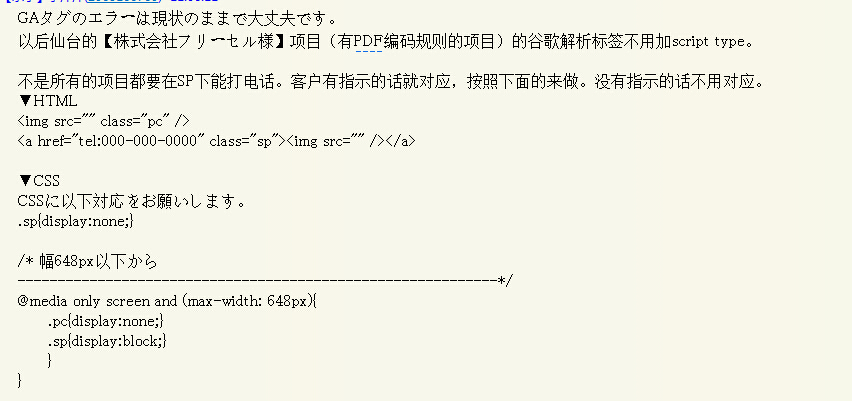 GAタグのエラーは現状のままで大丈夫です。
以后仙台的【株式会社フリーセル様】项目（有PDF编码规则的项目）的谷歌解析标签不用加script type。
不是所有的项目都要在SP下能打电话。客户有指示的话就对应，按照下面的来做。没有指示的话不用对应。
▼HTML
<img src="" class="pc" />
<a href="tel:000-000-0000" class="sp"><img src="" /></a>
▼CSS
CSSに以下対応をお願いします。
.sp{display:none;}
/* 幅648px以下から
------------------------------------------------------------*/
@media only screen and (max-width: 648px){
.pc{display:none;}
.sp{display:block;}
}
}